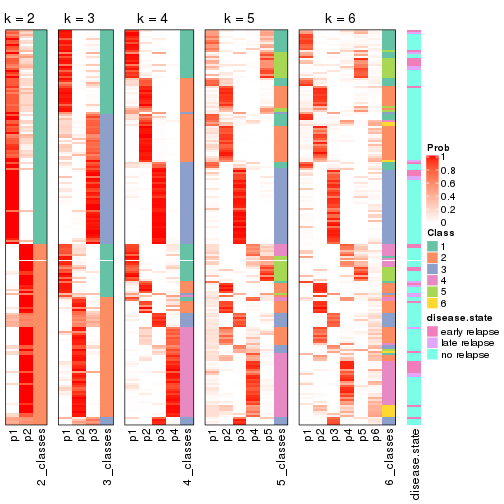 k = 2 k = 3 k = 4 k = 5 k = 6
Prob
1
0.8
0.6
0.4
0.2
0
Class
1
2
3
4
5
6
disease.state
early relapse
late relapse
no relapse
p1 p2 2_classes p1 p2 p3 3_classes p1 p2 p3 p4 4_classes p1 p2 p3 p4 p5 5_classes p1 p2 p3 p4 p5 p6 6_classes disease.state